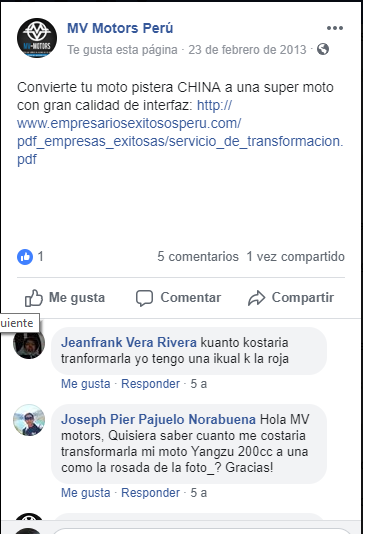 MV Motors Perú
Te gusta esta página · 23 de febrero de 2013 ·
Convierte tu moto pistera CHINA a una super moto
con gran calidad de interfaz: http://
www.empresariosexitososperu.com/
pdf_empresas_exitosas/servicio_de_transformacion.
pdf
1
5 comentarios 1 vez compartido
Me gusta Comentar Compartir
uiente
Jeanfrank Vera Rivera kuanto kostaria
tranformarla yo tengo una ikual k la roja
Me gusta · Responder · 5 a
Joseph Pier Pajuelo Norabuena Hola MV
motors, Quisiera saber cuanto me costaria
transformarla mi moto Yangzu 200cc a una
como la rosada de la foto_? Gracias!
Me gusta · Responder · 5 a